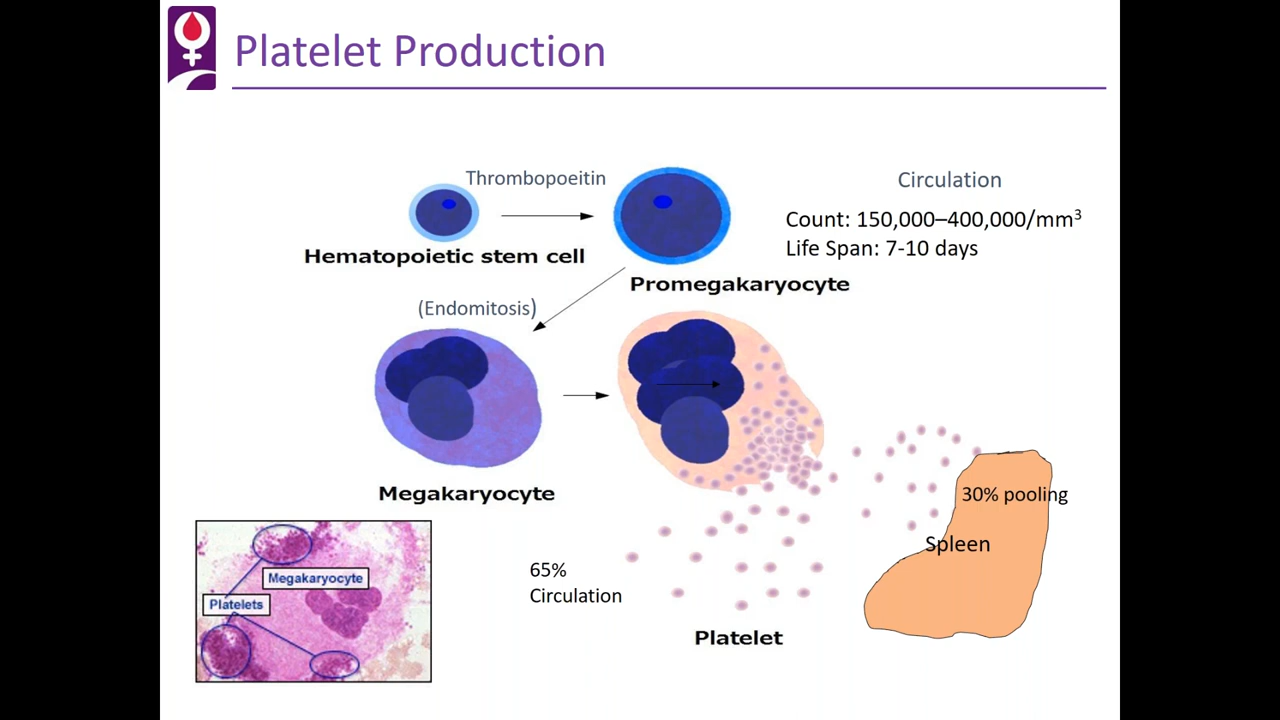 Platelet Production
Thrombopoeitin
Circulation
Count: 150,000–400,000/mm³
Life Span: 7-10 days
Hematopoietic stem cell
Promegakaryocyte
(Endomitosis)
Megakaryocyte
30% pooling
Spleen
65%
Circulation
Platelet
Megakaryocyte
Platelets